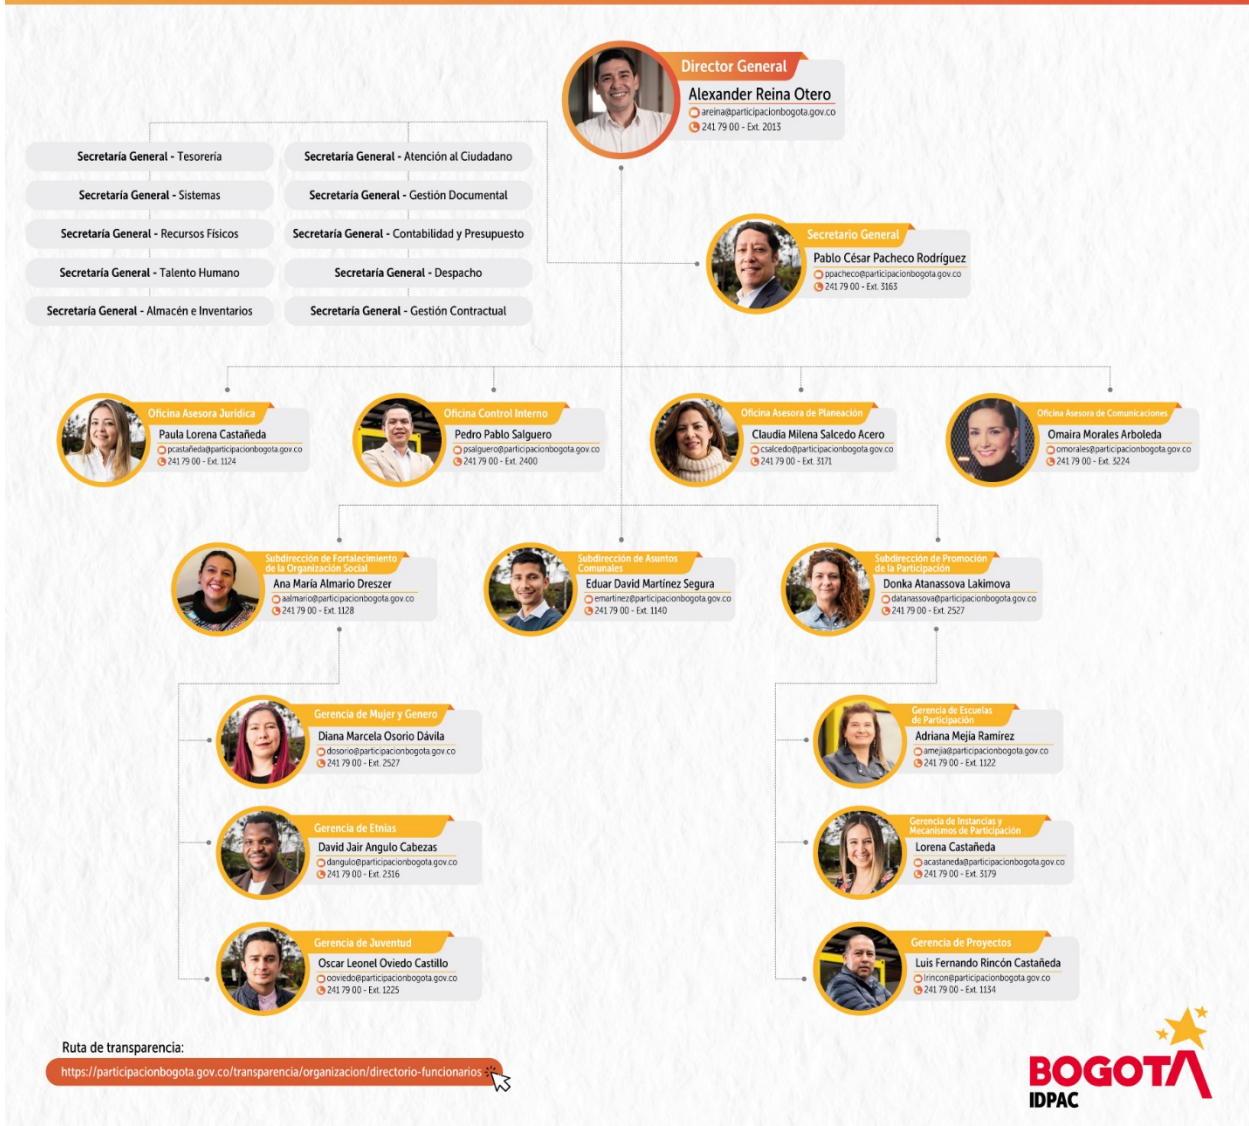 Director General
Alexander Reina Otero
areina@participacionbogota.gov.co
241 79 00 - Ext. 2013
Secretaría General - Tesorería
Secretaría General - Atención al Ciudadano
Secretaría General - Sistemas
Secretaría General - Gestión Documental
Secretaría General - Recursos Físicos
Secretaría General - Contabilidad y Presupuesto
Secretaría General - Talento Humano
Secretaría General - Despacho
Secretaría General - Almacén e Inventarios
Secretaría General - Gestión Contractual
Secretario General
Pablo César Pacheco Rodríguez
ppacheco@participacionbogota.gov.co
241 79 00 - Ext. 3163
Oficina Asesora Jurídica
Paula Lorena Castañeda
pcastañeda@participacionbogota.gov.co
241 79 00 - Ext. 1124
Oficina Control Interno
Pedro Pablo Salguero
psalguero@participacionbogota.gov.co
241 79 00 - Ext. 2400
Oficina Asesora de Planeación
Claudia Milena Salcedo Acero
csalcedo@participacionbogota.gov.co
241 79 00 - Ext. 3171
Oficina Asesora de Comunicaciones
Omaira Morales Arboleda
omorales@participacionbogota.gov.co
241 79 00 - Ext. 3224
Subdirección de Fortalecimiento
de la Organización Social
Ana María Almario Dreszer
aalmario@participacionbogota.gov.co
241 79 00 - Ext. 1128
Subdirección de Asuntos
Comunales
Eduar David Martínez Segura
emartinez@participacionbogota.gov.co
241 79 00 - Ext. 1140
Subdirección de Promoción
de la Participación
Donka Atanassova Lakimova
datanassova@participacionbogota.gov.co
241 79 00 - Ext. 2527
Gerencia de Mujer y Genero
Diana Marcela Osorio Dávila
dosorio@participacionbogota.gov.co
241 79 00 - Ext. 2527
Gerencia de Etnias
David Jair Angulo Cabezas
dangulo@participacionbogota.gov.co
241 79 00 - Ext. 2316
Gerencia de Juventud
Oscar Leonel Oviedo Castillo
ooviedo@participacionbogota.gov.co
241 79 00 - Ext. 1225
Gerencia de Escuelas
de Participación
Adriana Mejía Ramírez
amejia@participacionbogota.gov.co
241 79 00 - Ext. 1122
Gerencia de Instancias y
Mecanismos de Participación
Lorena Castañeda
acastaneda@participacionbogota.gov.co
241 79 00 - Ext. 3179
Gerencia de Proyectos
Luis Fernando Rincón Castañeda
lrincon@participacionbogota.gov.co
241 79 00 - Ext. 1134
Ruta de transparencia:
https://participacionbogota.gov.co/transparencia/organizacion/directorio-funcionarios
BOGOTÁ
IDPAC